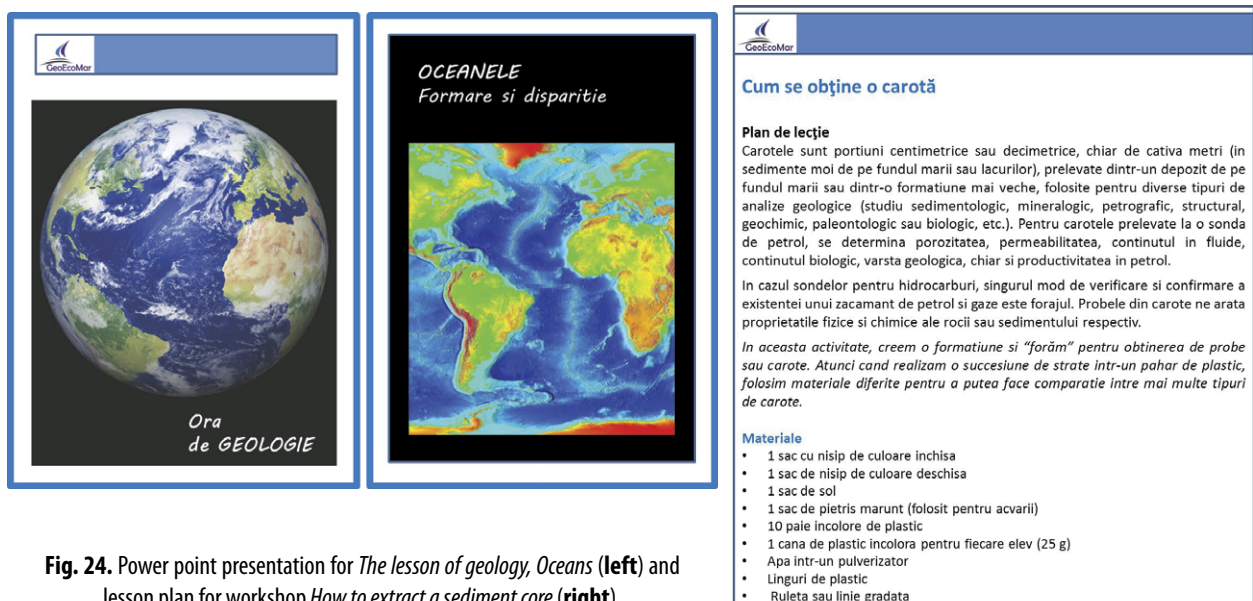 GeoEcoMar
Ora
de GEOLOGIE
OCEANELE
Formare si disparitie
Fig. 24. Power point presentation for The lesson of geology, Oceans (left) and
lesson plan for workshop How to extract a sediment core (right)
GeoEcoMar
Cum se obţine o carotă
Plan de lecţie
Carotele sunt portiuni centimetrice sau decimetrice, chiar de cativa metri (in
sedimente moi de pe fundul marii sau lacurilor), prelevate dintr-un depozit de pe
fundul marii sau dintr-o formatiune mai veche, folosite pentru diverse tipuri de
analize geologice (studiu sedimentologic, mineralogic, petrografic, structural,
geochimic, paleontologic sau biologic, etc.). Pentru carotele prelevate la o sonda
de petrol, se determina porozitatea, permeabilitatea, continutul in fluide,
continutul biologic, varsta geologica, chiar si productivitatea in petrol.
In cazul sondelor pentru hidrocarburi, singurul mod de verificare si confirmare a
existentei unui zacamant de petrol si gaze este forajul. Probele din carote ne arata
proprietatile fizice si chimice ale rocii sau sedimentului respectiv.
In aceasta activitate, creem o formatiune si “forăm” pentru obtinerea de probe
sau carote. Atunci cand realizam o succesiune de strate intr-un pahar de plastic,
folosim materiale diferite pentru a putea face comparatie intre mai multe tipuri
de carote.
Materiale
• 1 sac cu nisip de culoare inchisa
• 1 sac de nisip de culoare deschisa
• 1 sac de sol
• 1 sac de pietris marunt (folosit pentru acvarii)
• 10 paie incolore de plastic
• 1 cana de plastic incolora pentru fiecare elev (25 g)
• Apa intr-un pulverizator
• Linguri de plastic
• Ruleta sau linie gradata